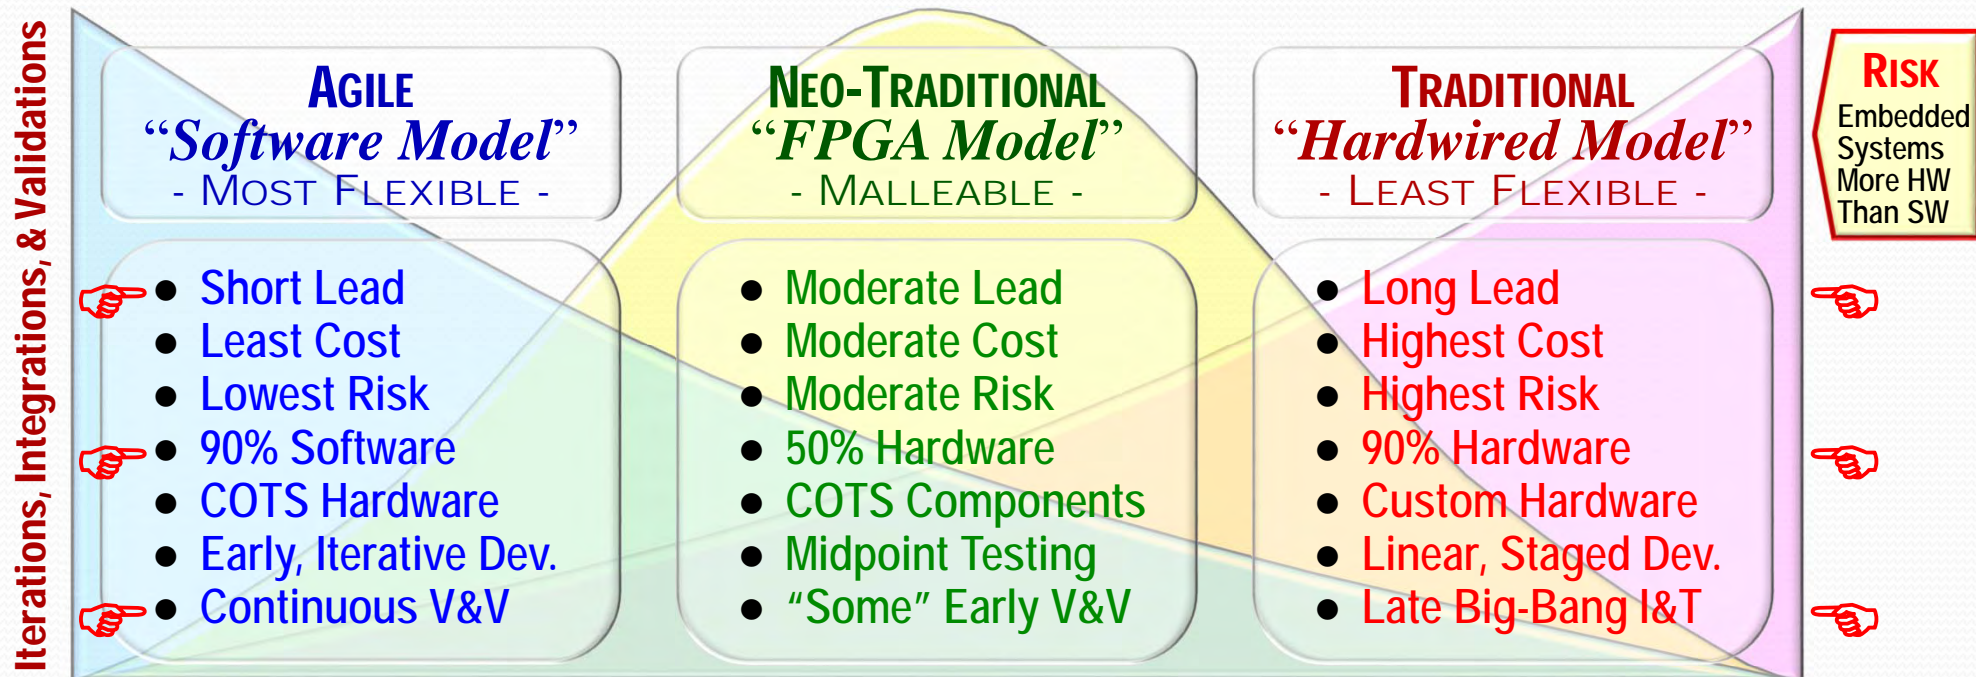 Iterations, Integrations, & Validations
AGILE
“Software Model”
- MOST FLEXIBLE -
● Short Lead
● Least Cost
● Lowest Risk
● 90% Software
● COTS Hardware
● Early, Iterative Dev.
● Continuous V&V
NEO-TRADITIONAL
“FPGA Model”
- MALLEABLE -
● Moderate Lead
● Moderate Cost
● Moderate Risk
● 50% Hardware
● COTS Components
● Midpoint Testing
● “Some” Early V&V
TRADITIONAL
“Hardwired Model”
- LEAST FLEXIBLE -
● Long Lead
● Highest Cost
● Highest Risk
● 90% Hardware
● Custom Hardware
● Linear, Staged Dev.
● Late Big-Bang I&T
RISK
Embedded
Systems
More HW
Than SW